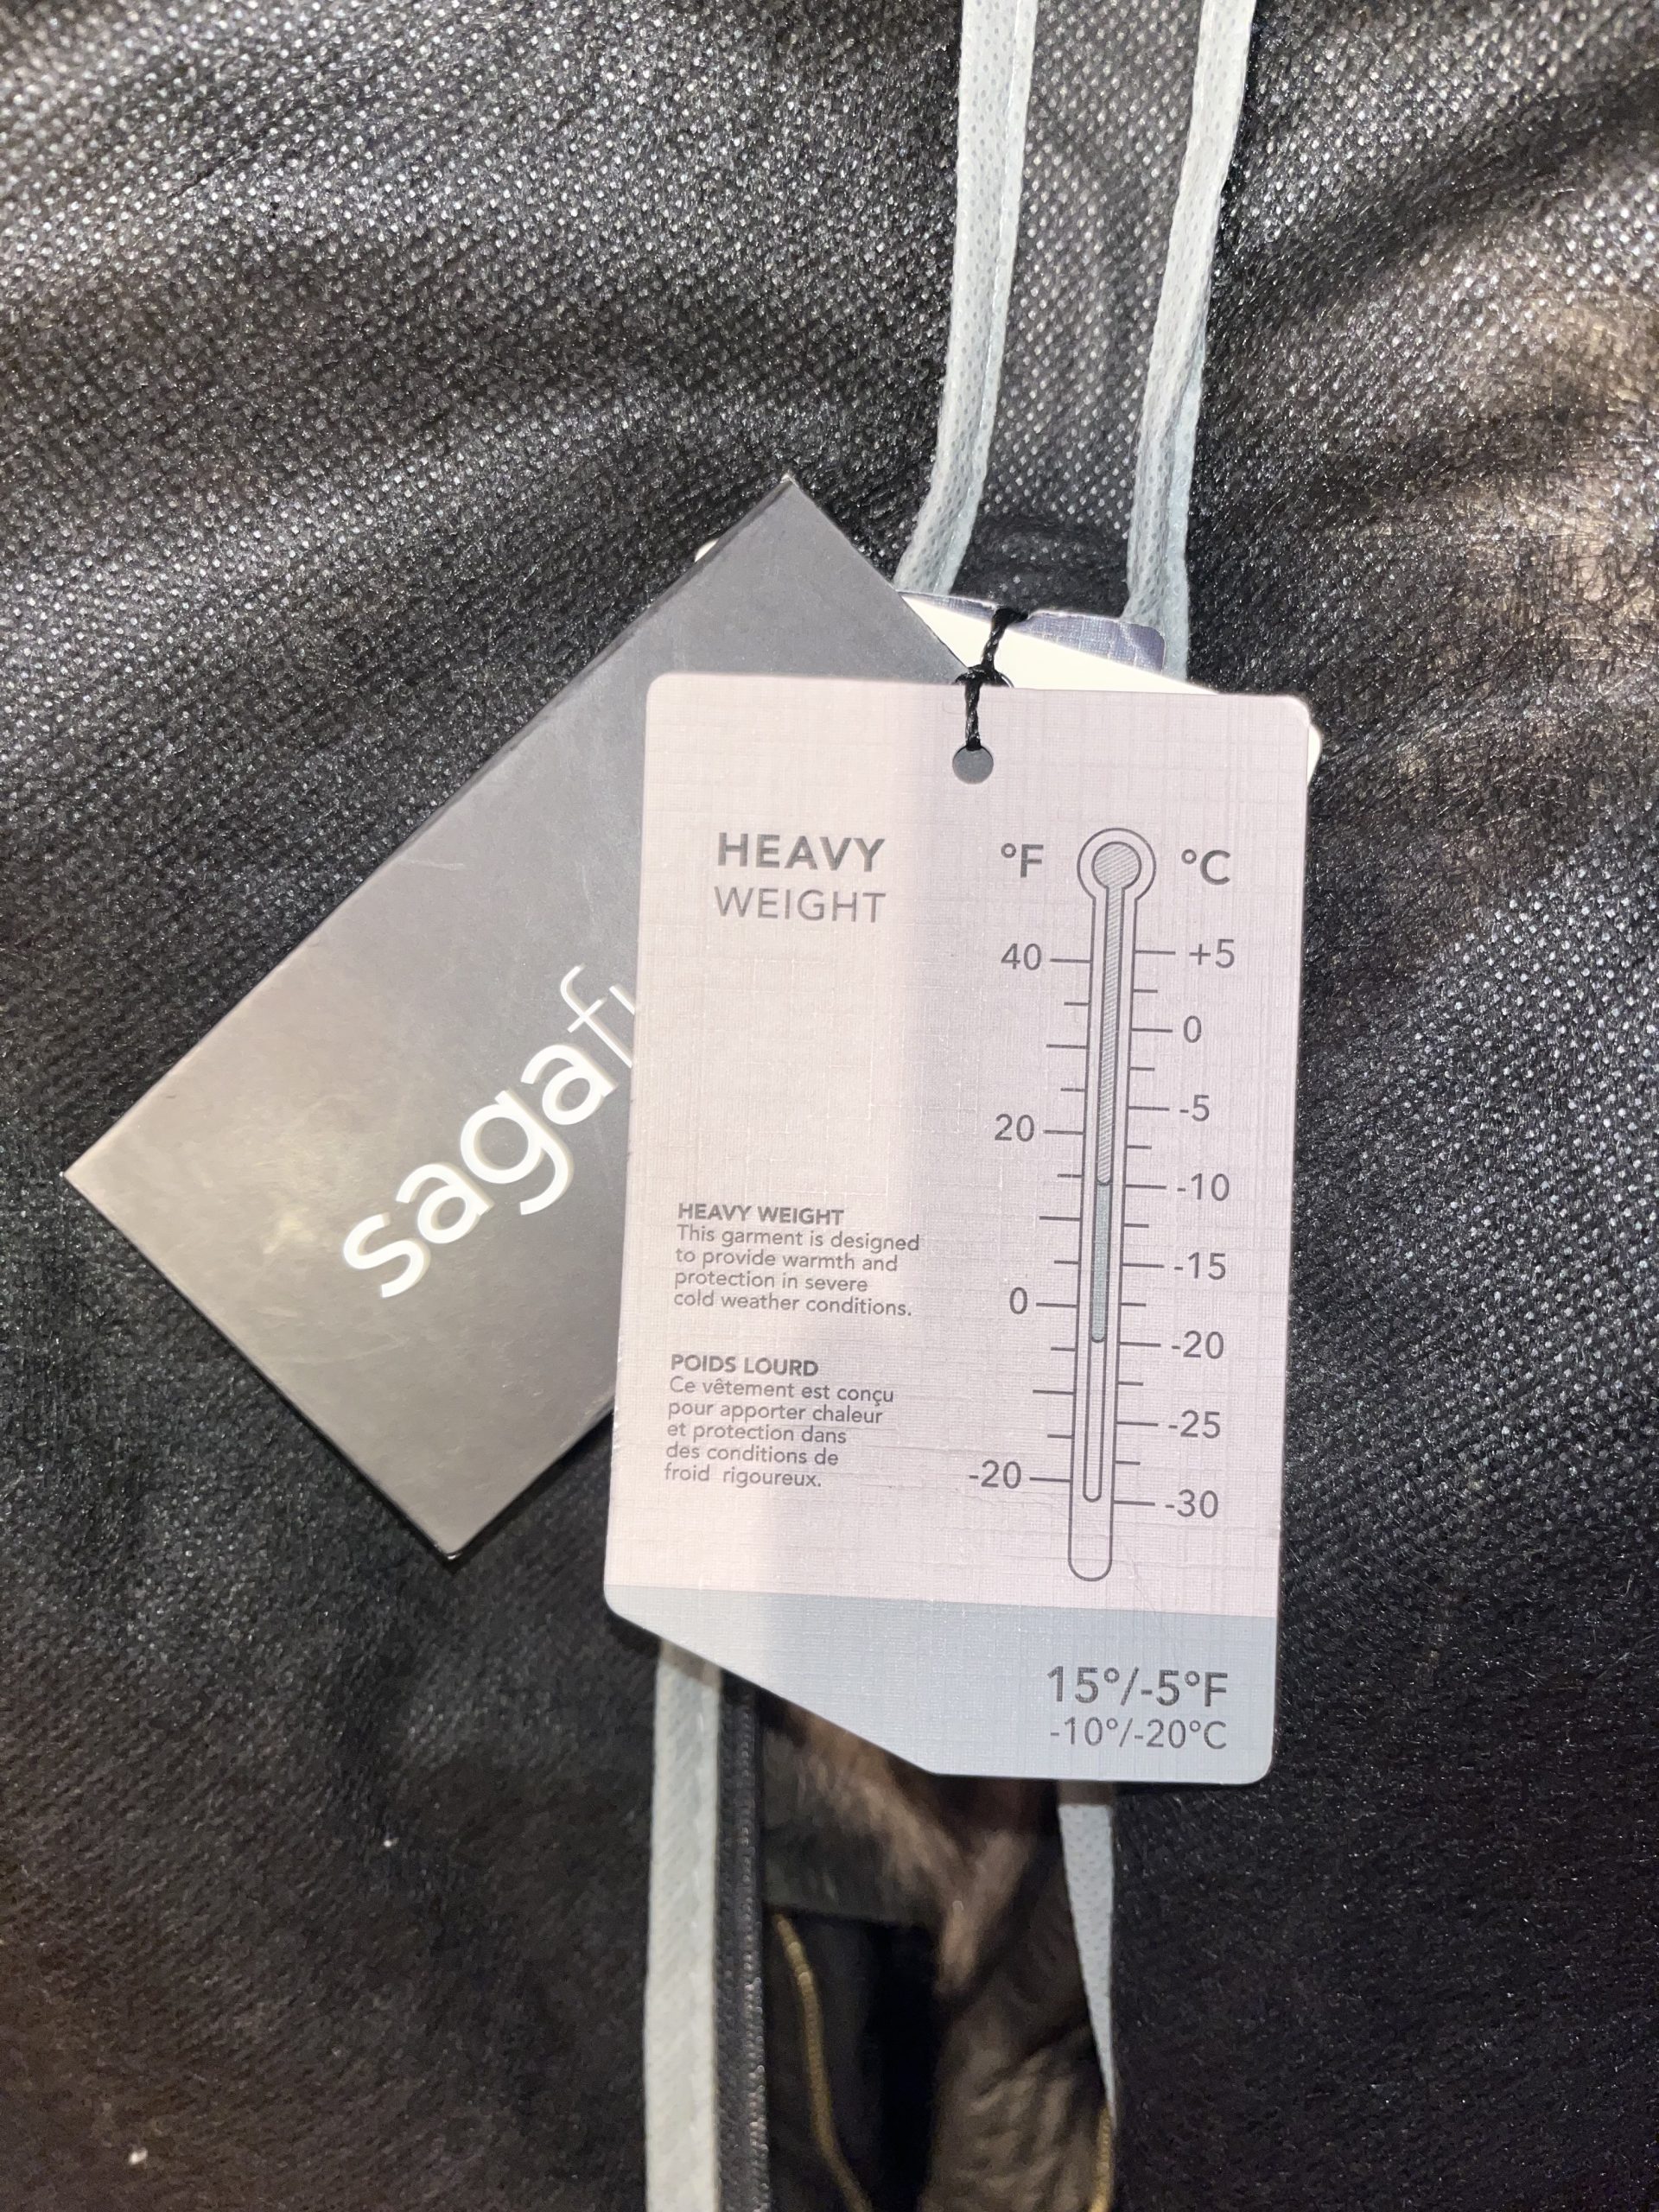 sagafu
HEAVY
WEIGHT
°F
°C
40
+5
0
-5
20
-10
-15
0
-20
-25
-20
-30
HEAVY WEIGHT
This garment is designed
to provide warmth and
protection in severe
cold weather conditions.
POIDS LOURD
Ce vêtement est conçu
pour apporter chaleur
et protection dans
des conditions de
froid rigoureux.
15°/-5°F
-10°/-20°C